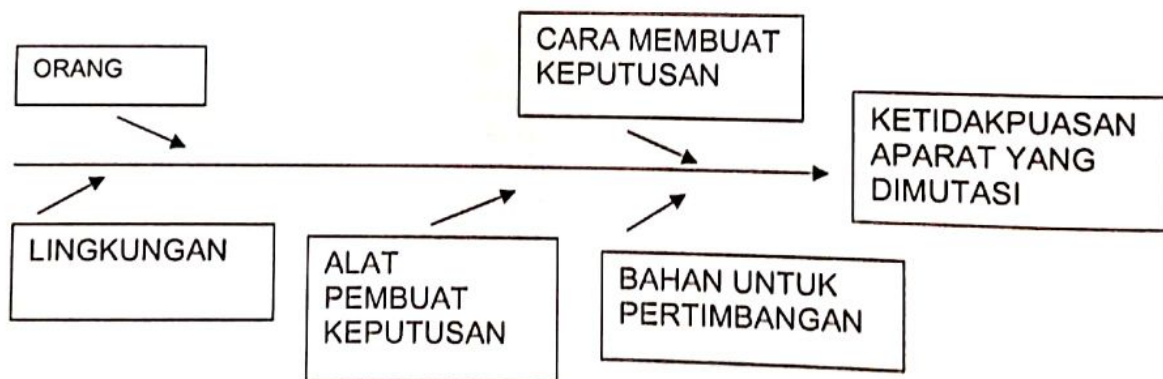 ORANG
CARA MEMBUAT
KEPUTUSAN
KETIDAKPUASAN
APARAT YANG
DIMUTASI
LINGKUNGAN
ALAT
PEMBUAT
KEPUTUSAN
BAHAN UNTUK
PERTIMBANGAN